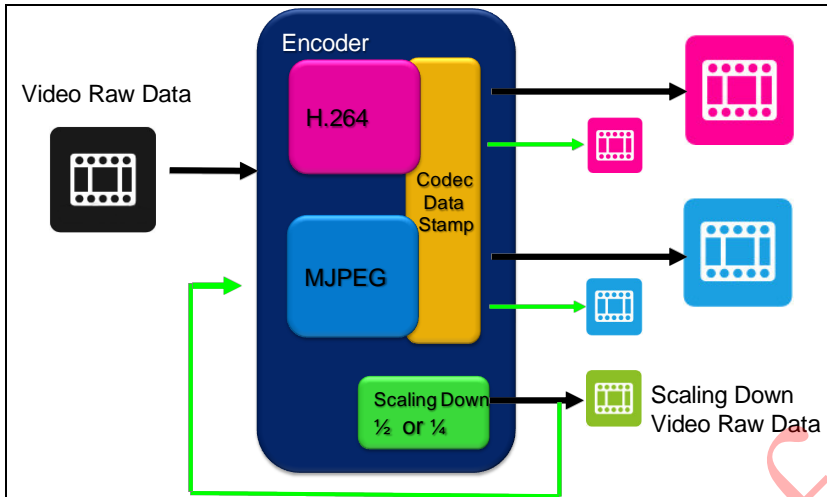 Encoder
Video Raw Data
H.264
Codec
Data
Stamp
MJPEG
Scaling Down
½ or ¼
Scaling Down
Video Raw Data